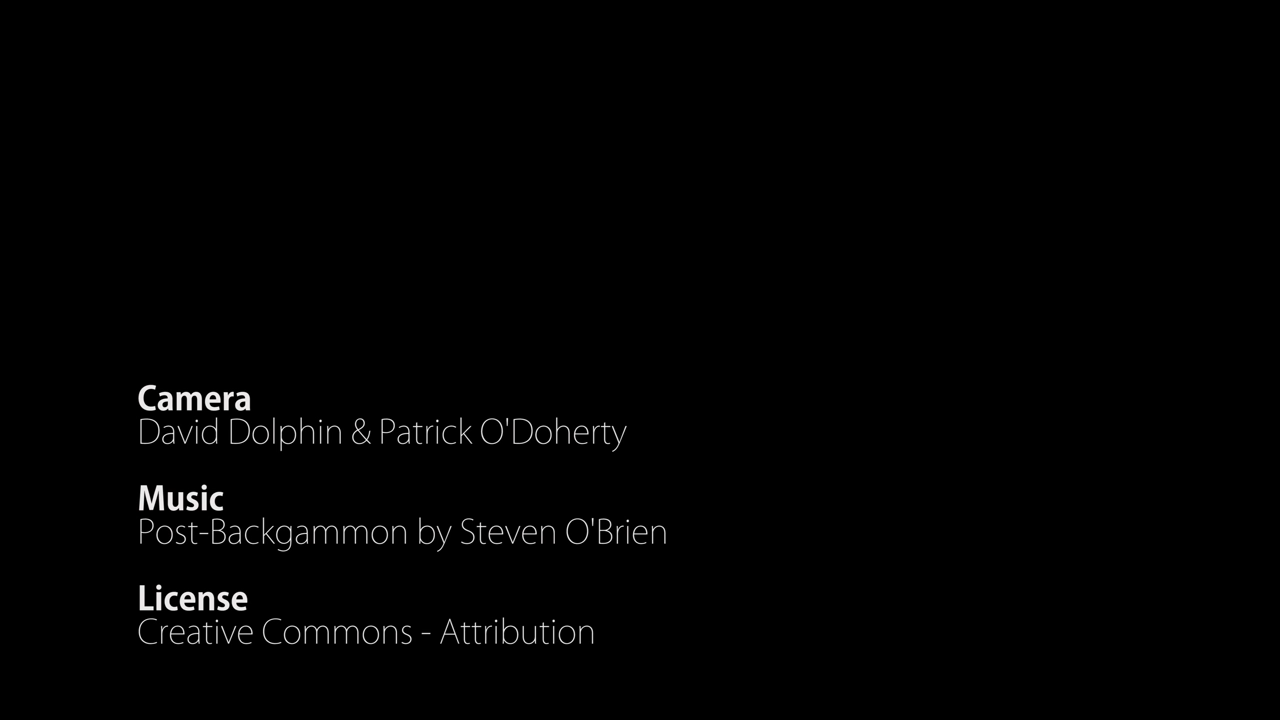 Camera
David Dolphin & Patrick O'Doherty
Music
Post-Backgammon by Steven O'Brien
License
Creative Commons - Attribution